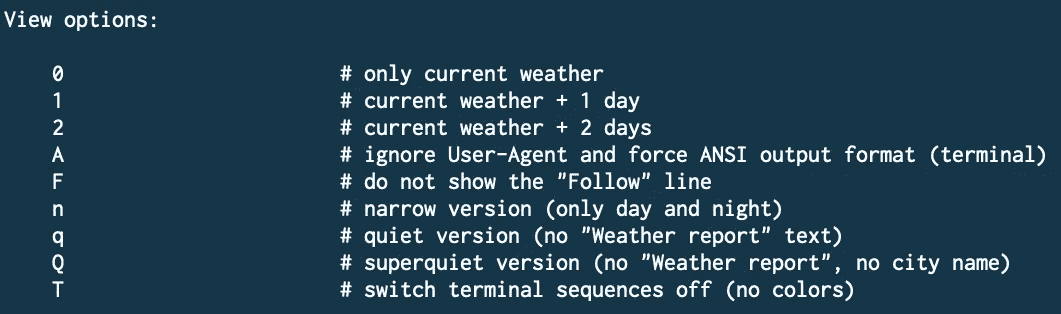 View options:
0 # only current weather
1 # current weather + 1 day
2 # current weather + 2 days
A # ignore User-Agent and force ANSI output format (terminal)
F # do not show the "Follow" line
n # narrow version (only day and night)
q # quiet version (no "Weather report" text)
Q # superquiet version (no "Weather report", no city name)
T # switch terminal sequences off (no colors)